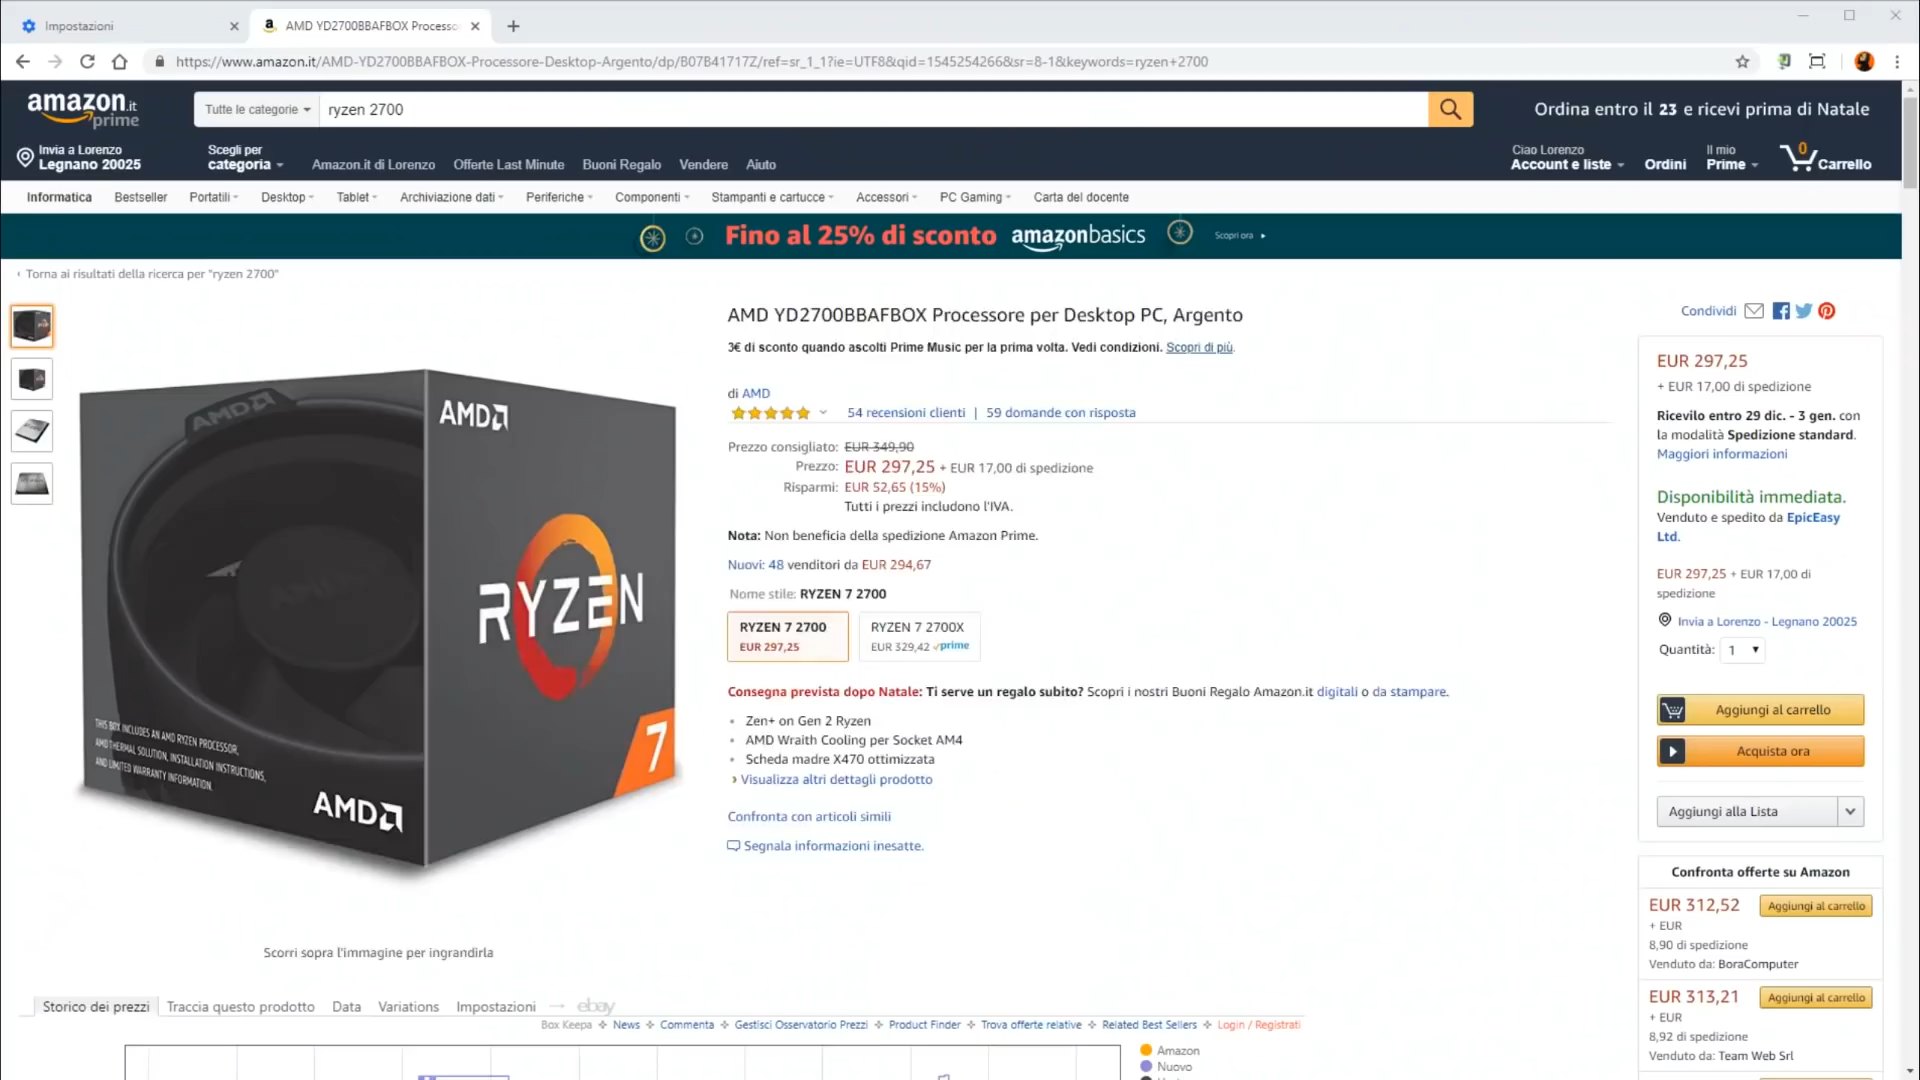 Impostazioni
AMD YD2700BBAFBOX Processo
https://www.amazon.it/AMD-YD2700BBAFBOX-Processore-Desktop-Argento/dp/B07B41717Z/ref=sr_1_1?ie=UTF8&qid=1545254266&sr=8-1&keywords=ryzen+2700
amazon.it
prime
Tutte le categorie
ryzen 2700
Ordina entro il 23 e ricevi prima di Natale
Invia a Lorenzo
Legnano 20025
Scegli per
categoria
Amazon.it di Lorenzo
Offerte Last Minute
Buoni Regalo
Vendere
Aiuto
Ciao Lorenzo
Account e liste
Ordini
Il mio
Prime
0
Carrello
Informatica
Bestseller
Portatili
Desktop
Tablet
Archiviazione dati
Periferiche
Componenti
Stampanti e cartucce
Accessori
PC Gaming
Carta del docente
Fino al 25% di sconto amazonbasics Scopri ora
‹ Torna ai risultati della ricerca per "ryzen 2700"
AMD
AMD
RYZEN
7
THIS BOX INCLUDES AN AMD RYZEN PROCESSOR,
AMD THERMAL SOLUTION, INSTALLATION INSTRUCTIONS,
AND LIMITED WARRANTY INFORMATION.
AMD
Scorri sopra l'immagine per ingrandirla
AMD YD2700BBAFBOX Processore per Desktop PC, Argento
3€ di sconto quando ascolti Prime Music per la prima volta. Vedi condizioni. Scopri di più.
di AMD
54 recensioni clienti | 59 domande con risposta
Prezzo consigliato: EUR 349,90
Prezzo: EUR 297,25 + EUR 17,00 di spedizione
Risparmi: EUR 52,65 (15%)
Tutti i prezzi includono l'IVA.
Nota: Non beneficia della spedizione Amazon Prime.
Nuovi: 48 venditori da EUR 294,67
Nome stile: RYZEN 7 2700
RYZEN 7 2700
EUR 297,25
RYZEN 7 2700X
EUR 329,42 prime
Consegna prevista dopo Natale: Ti serve un regalo subito? Scopri i nostri Buoni Regalo Amazon.it digitali o da stampare.
• Zen+ on Gen 2 Ryzen
• AMD Wraith Cooling per Socket AM4
• Scheda madre X470 ottimizzata
› Visualizza altri dettagli prodotto
Confronta con articoli simili
Segnala informazioni inesatte.
Condividi
EUR 297,25
+ EUR 17,00 di spedizione
Ricevilo entro 29 dic. - 3 gen. con
la modalità Spedizione standard.
Maggiori informazioni
Disponibilità immediata.
Venduto e spedito da EpicEasy
Ltd.
EUR 297,25 + EUR 17,00 di
spedizione
Invia a Lorenzo - Legnano 20025
Quantità: 1
Aggiungi al carrello
Acquista ora
Aggiungi alla Lista
Confronta offerte su Amazon
EUR 312,52
Aggiungi al carrello
+ EUR
8,90 di spedizione
Venduto da: BoraComputer
EUR 313,21
Aggiungi al carrello
+ EUR
8,92 di spedizione
Venduto da: Team Web Srl
Storico dei prezzi
Traccia questo prodotto
Data
Variations
Impostazioni
ebay
Box Keepa
News
Commenta
Gestisci Osservatorio Prezzi
Product Finder
Trova offerte relative
Related Best Sellers
Login / Registrati
Amazon
Nuovo